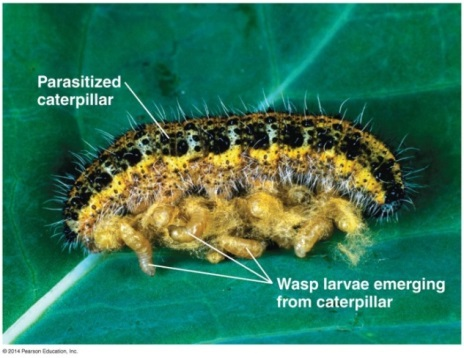 Parasitized
caterpillar
Wasp larvae emerging
from caterpillar
© 2014 Pearson Education, Inc.